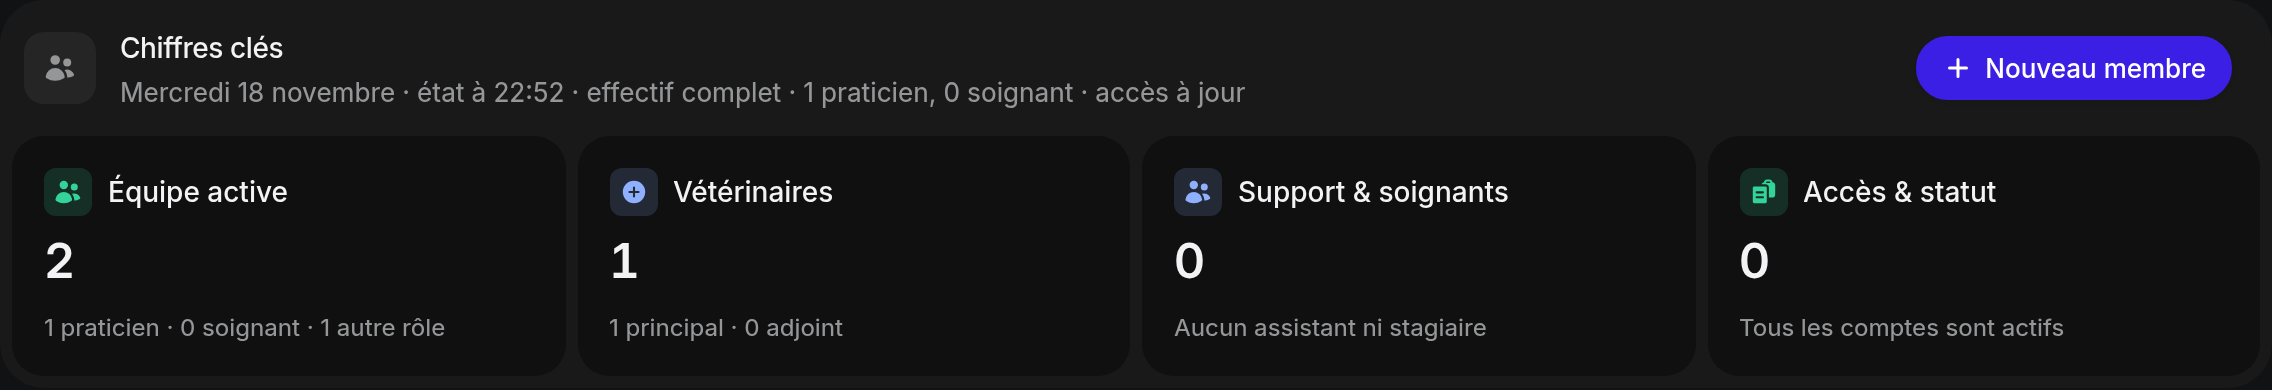 Chiffres clés
Mercredi 18 novembre · état à 22:52 · effectif complet · 1 praticien, 0 soignant · accès à jour
Nouveau membre
Équipe active
2
1 praticien · 0 soignant · 1 autre rôle
Vétérinaires
1
1 principal · 0 adjoint
Support & soignants
0
Aucun assistant ni stagiaire
Accès & statut
0
Tous les comptes sont actifs